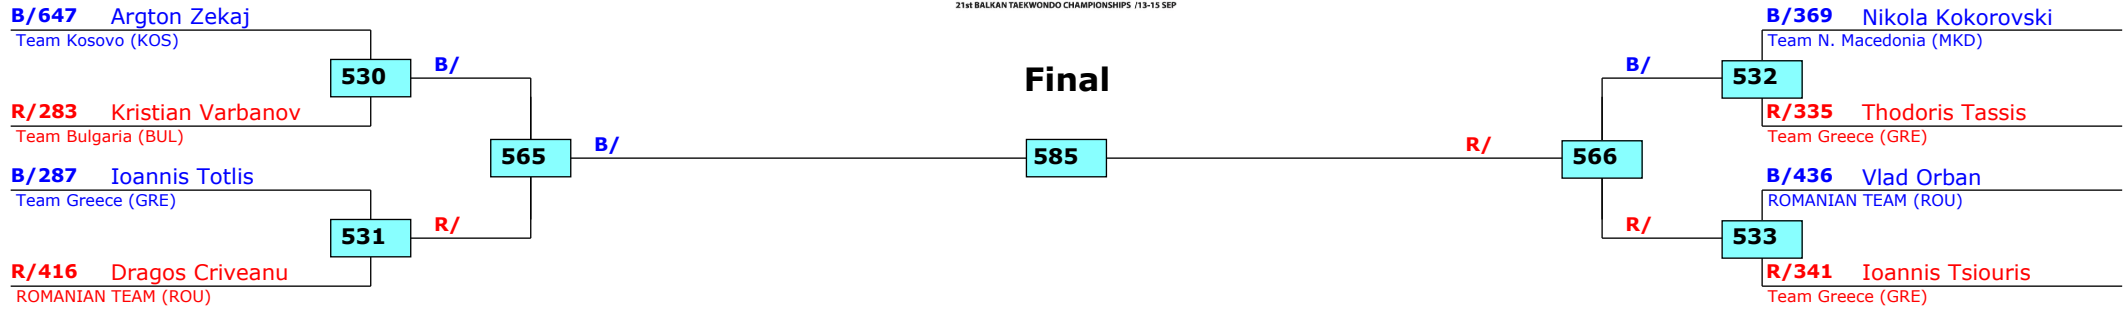 21st BALKAN TAEKWONDO CHAMPIONSHIPS /13-15 SEP
B/647 Argton Zekaj
Team Kosovo (KOS)
530
B/
R/283 Kristian Varbanov
Team Bulgaria (BUL)
565
B/
B/287 Ioannis Totlis
Team Greece (GRE)
531
R/
R/416 Dragos Criveanu
ROMANIAN TEAM (ROU)
Final
585
B/369 Nikola Kokorovski
Team N. Macedonia (MKD)
B/
532
R/335 Thodoris Tassis
Team Greece (GRE)
R/
566
B/436 Vlad Orban
ROMANIAN TEAM (ROU)
R/
533
R/341 Ioannis Tsiouris
Team Greece (GRE)